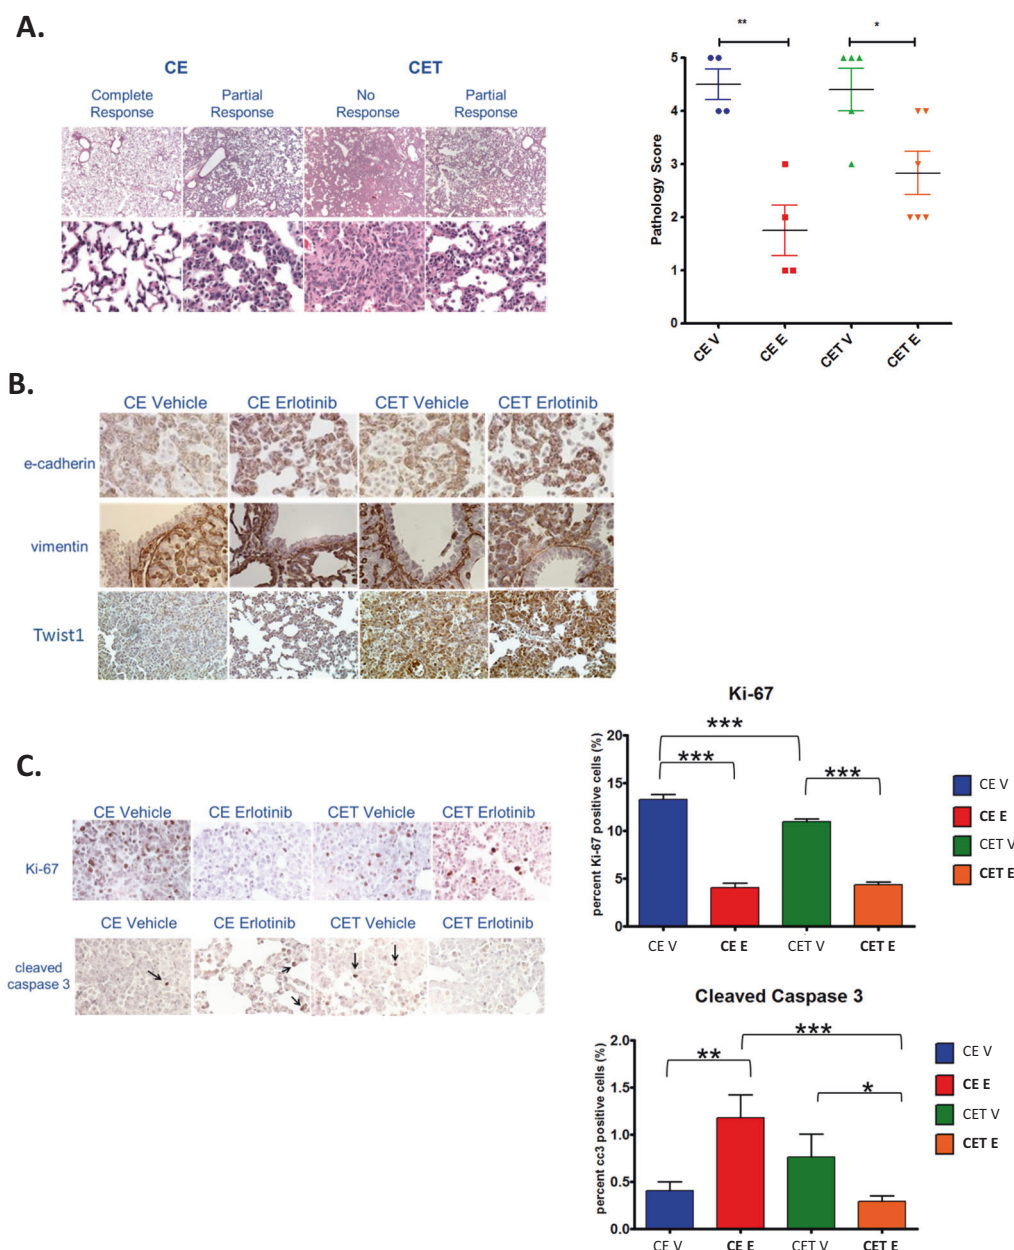 A.
CE CET
Complete Response Partial Response No Response Partial Response
** *
Pathology Score
5
4
3
2
1
0
CE V CE E CET V CET E
B.
CE Vehicle CE Erlotinib CET Vehicle CET Erlotinib
e-cadherin
vimentin
Twist1
C.
CE Vehicle CE Erlotinib CET Vehicle CET Erlotinib
Ki-67
CE Vehicle CE Erlotinib CET Vehicle CET Erlotinib
cleaved
caspase 3
Ki-67
percent Ki-67 positive cells (%)
20
15
10
5
0
***
*** ***
CE V CE E CET V CET E
CE V
CE E
CET V
CET E
Cleaved Caspase 3
percent cc3 positive cells (%)
2.0
1.5
1.0
0.5
0.0
***
**
*
CE V CE E CET V CET E
CE V
CE E
CET V
CET E